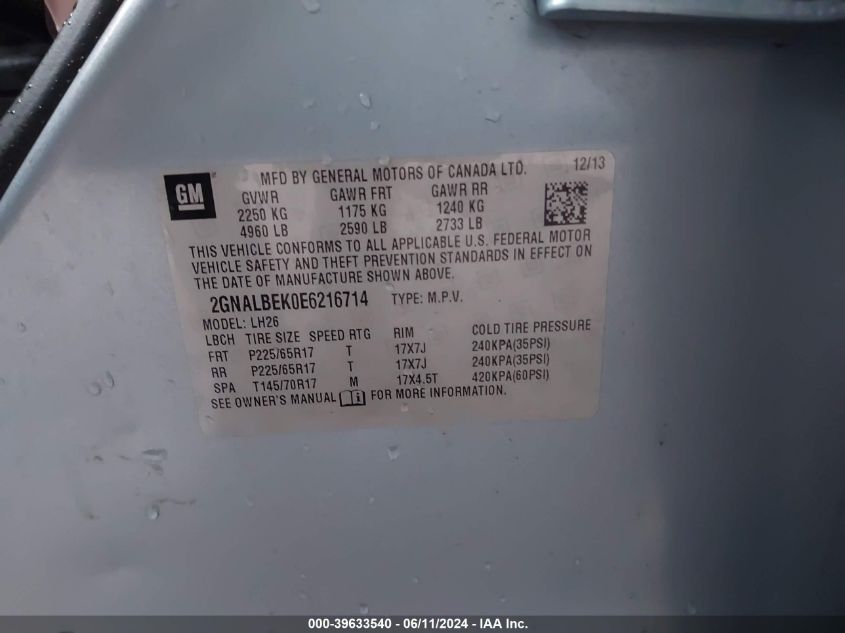 GM
MFD BY GENERAL MOTORS OF CANADA LTD. 12/13
GVWR GAWR FRT GAWR RR
2250 KG 1175 KG 1240 KG
4960 LB 2590 LB 2733 LB
THIS VEHICLE CONFORMS TO ALL APPLICABLE U.S. FEDERAL MOTOR
VEHICLE SAFETY AND THEFT PREVENTION STANDARDS IN EFFECT ON
THE DATE OF MANUFACTURE SHOWN ABOVE.
2GNALBEK0E6216714 TYPE: M.P.V.
MODEL: LH26
LBCH TIRE SIZE SPEED RTG RIM COLD TIRE PRESSURE
FRT P225/65R17 T 17X7J 240KPA(35PSI)
RR P225/65R17 T 17X7J 240KPA(35PSI)
SPA T145/70R17 M 17X4.5T 420KPA(60PSI)
SEE OWNER'S MANUAL FOR MORE INFORMATION.
000-39633540 - 06/11/2024 - IAA Inc.